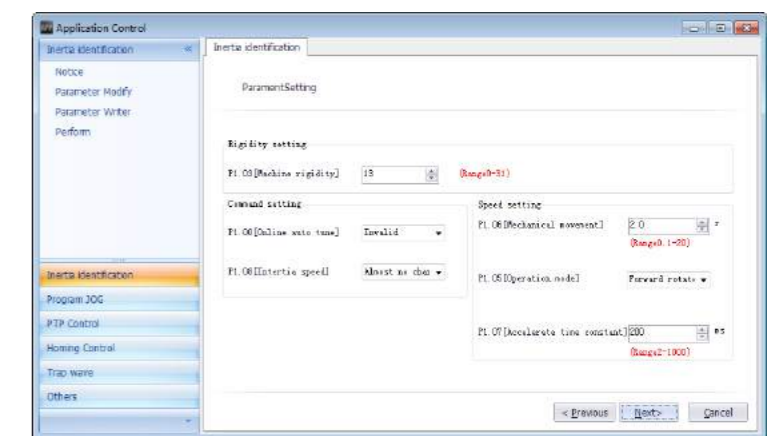 Application Control
Inertia identification
Notice
Parameter Modify
Parameter Writer
Perform
Inertia identification
Program JOG
PTP Control
Homing Control
Trap wave
Others
Inertia identification
ParamentSetting
Rigidity setting
P1.03[Machine rigidity] 13 (Range0-31)
Command setting
P1.00[Online auto tune] Invalid
P1.08[Intertia speed] Almost no chan
Speed setting
P1.06[Mechanical movement] 2.0 r
(Range0.1-20)
P1.05[Operation model] Forward rotate
P1.07[Accelerate time constant] 200 ms
(Range2-1000)
< Previous Next> Cancel